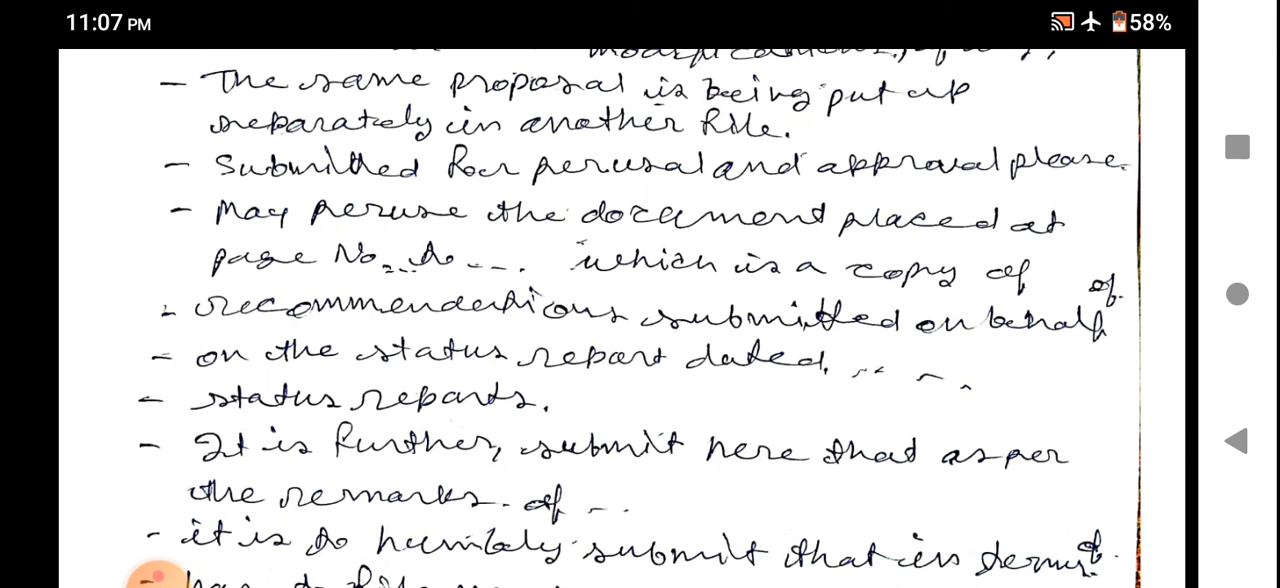 11:07 PM
58%
- The same proposal is being put up
separately in another file.
- Submitted for perusal and approval please.
- May peruse the document placed at
page No. to .... which is a copy of
- recommendations submitted on behalf of
- on the status report dated. .. ..
- status reports.
- It is further, submit here that as per
the remarks. of ...
- it is to humbly submit that in terms of.